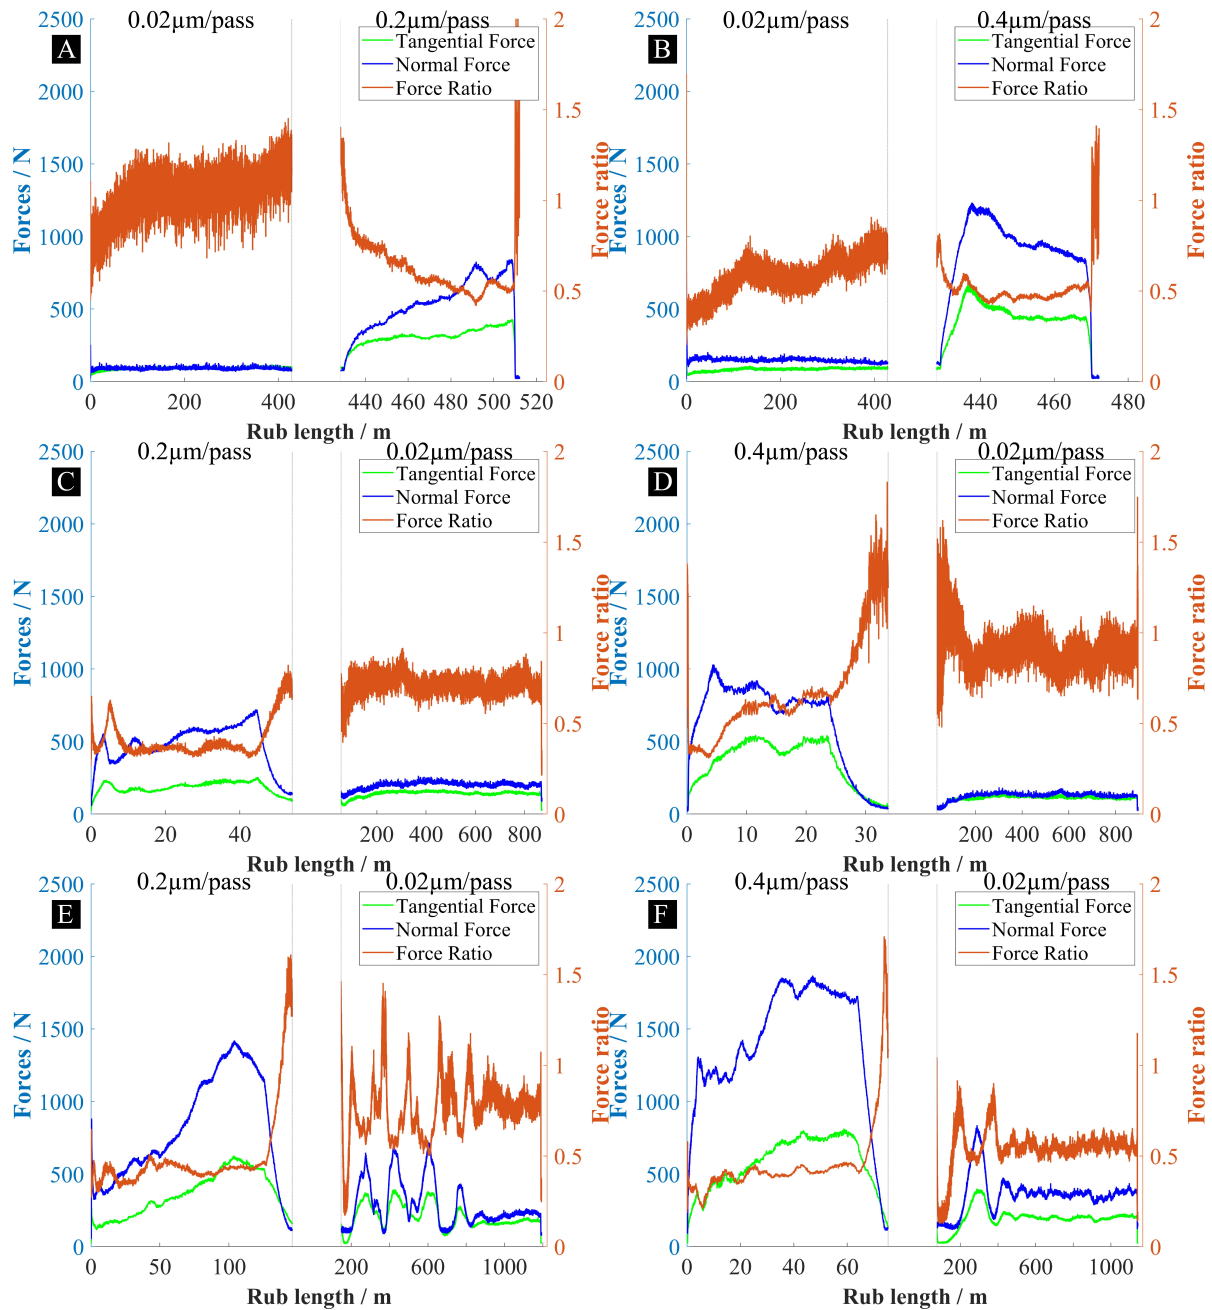 0.02µm/pass 0.2µm/pass
A
Tangential Force
Normal Force
Force Ratio
2500
2000
1500
1000
500
0
2
1.5
1
0.5
0
Forces / N
Force ratio
0 200 400 440 460 480 500 520
Rub length / m
0.02µm/pass 0.4µm/pass
B
Tangential Force
Normal Force
Force Ratio
2500
2000
1500
1000
500
0
2
1.5
1
0.5
0
Forces / N
Force ratio
0 200 400 440 460 480
Rub length / m
0.2µm/pass 0.02µm/pass
C
Tangential Force
Normal Force
Force Ratio
2500
2000
1500
1000
500
0
2
1.5
1
0.5
0
Forces / N
Force ratio
0 20 40 200 400 600 800
Rub length / m
0.4µm/pass 0.02µm/pass
D
Tangential Force
Normal Force
Force Ratio
2500
2000
1500
1000
500
0
2
1.5
1
0.5
0
Forces / N
Force ratio
0 10 20 30 200 400 600 800
Rub length / m
0.2µm/pass 0.02µm/pass
E
Tangential Force
Normal Force
Force Ratio
2500
2000
1500
1000
500
0
2
1.5
1
0.5
0
Forces / N
Force ratio
0 50 100 200 400 600 800 1000
Rub length / m
0.4µm/pass 0.02µm/pass
F
Tangential Force
Normal Force
Force Ratio
2500
2000
1500
1000
500
0
2
1.5
1
0.5
0
Forces / N
Force ratio
0 20 40 60 200 400 600 800 1000
Rub length / m